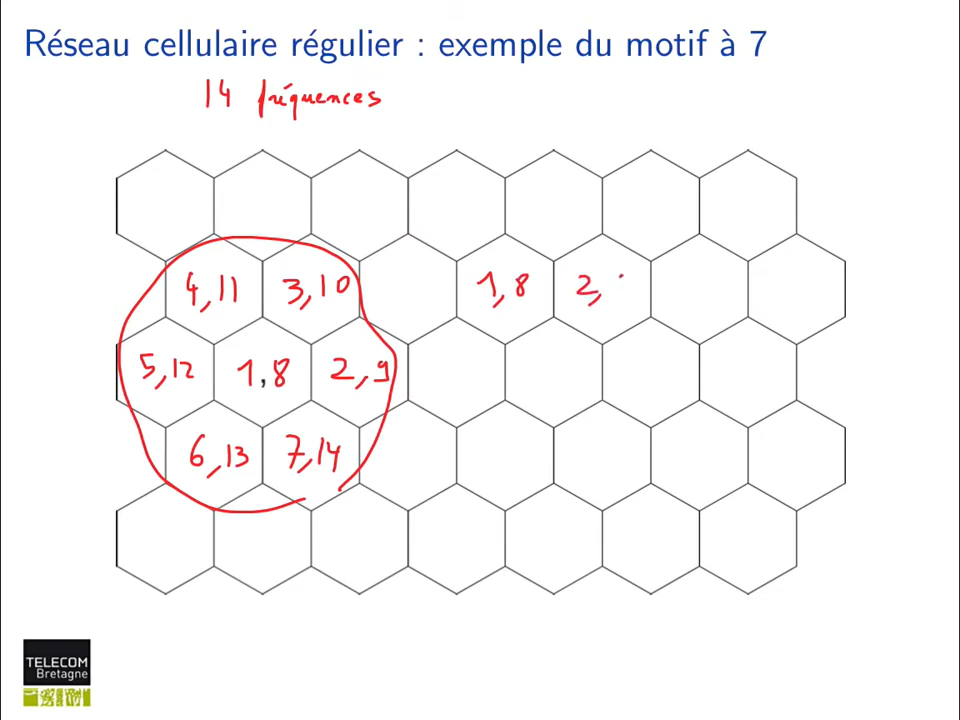 Réseau cellulaire régulier : exemple du motif à 7
14 fréquences
4,11 3,10 1,8 2,
5,12 1,8 2,9
6,13 7,14
TELECOM
Bretagne